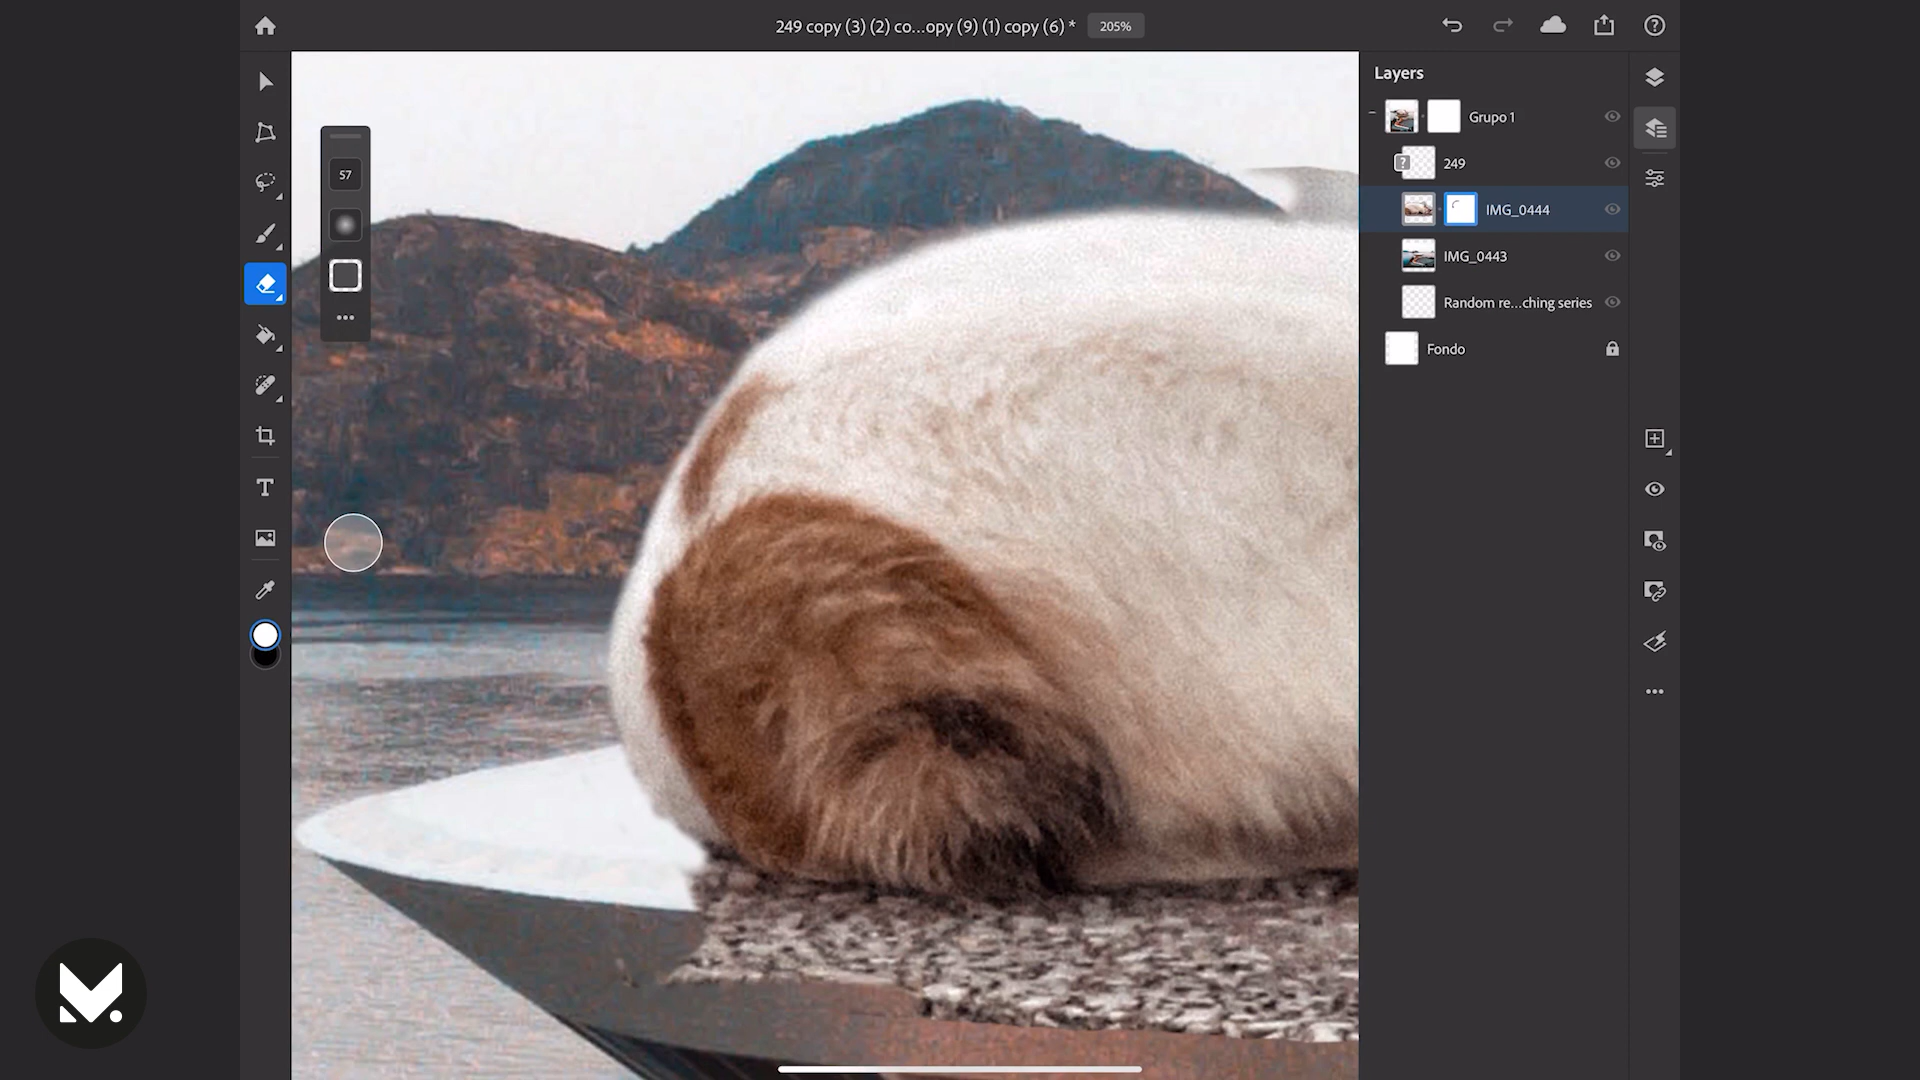 249 copy (3) (2) co...opy (9) (1) copy (6) *
205%
Layers
57
Grupo 1
249
IMG_0444
IMG_0443
Random re...ching series
Fondo